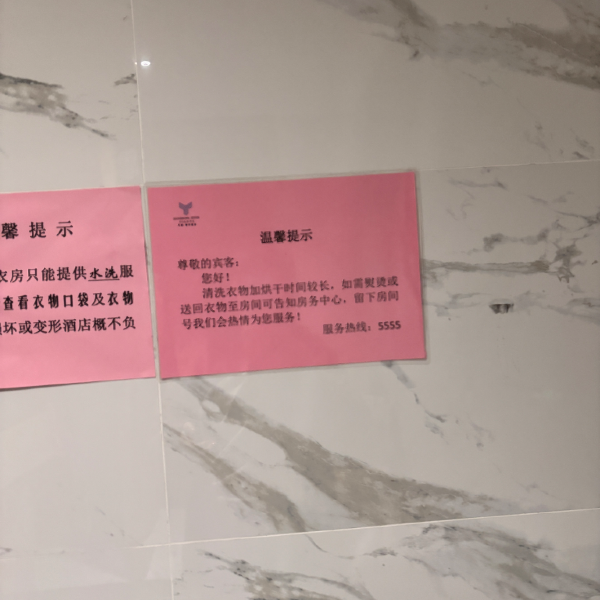 馨提示
衣房只能提供水洗服
查看衣物口袋及衣物
损坏或变形酒店概不负
温馨提示
尊敬的宾客：
您好！
清洗衣物加烘干时间较长，如需熨烫或
送回衣物至房间可告知房务中心，留下房间
号我们会热情为您服务！
服务热线：5555